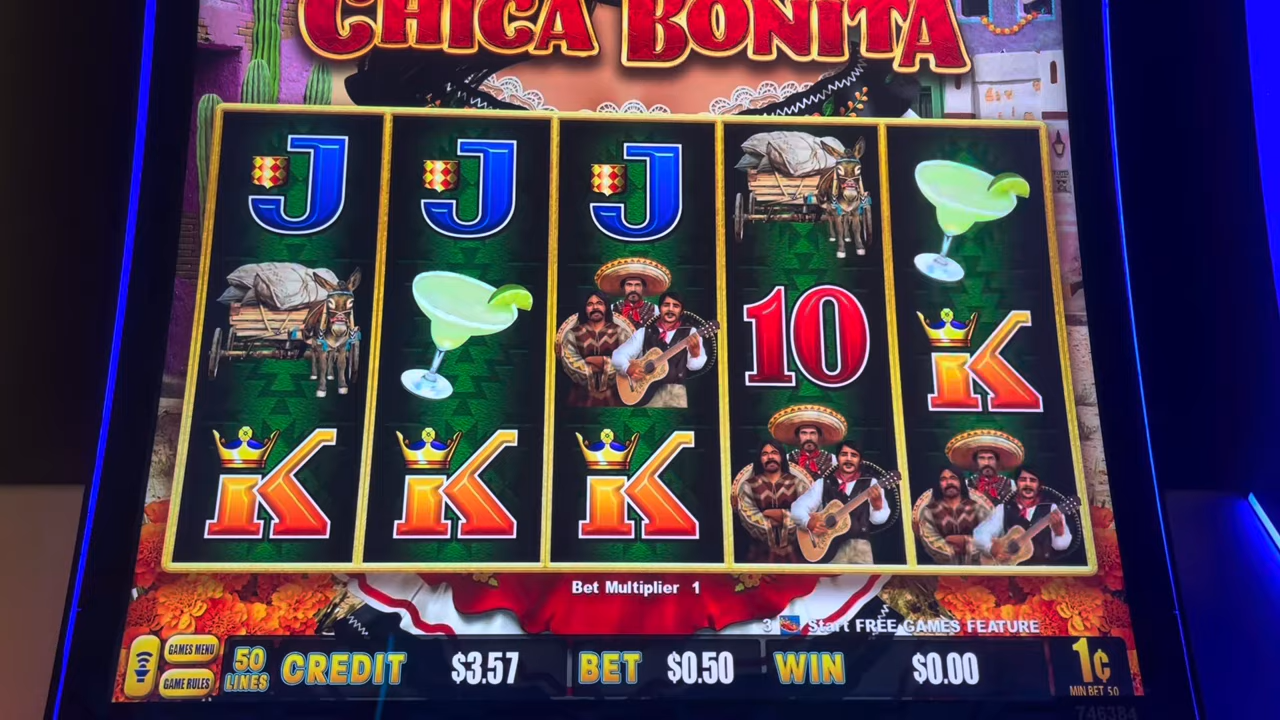 CHICA BONITA
J J J
10
K
K K K
Bet Multiplier 1
3 Start FREE GAMES FEATURE
GAMES MENU
GAME RULES
50 LINES
CREDIT $3.57 BET $0.50 WIN $0.00
1¢
MIN BET 50
746384